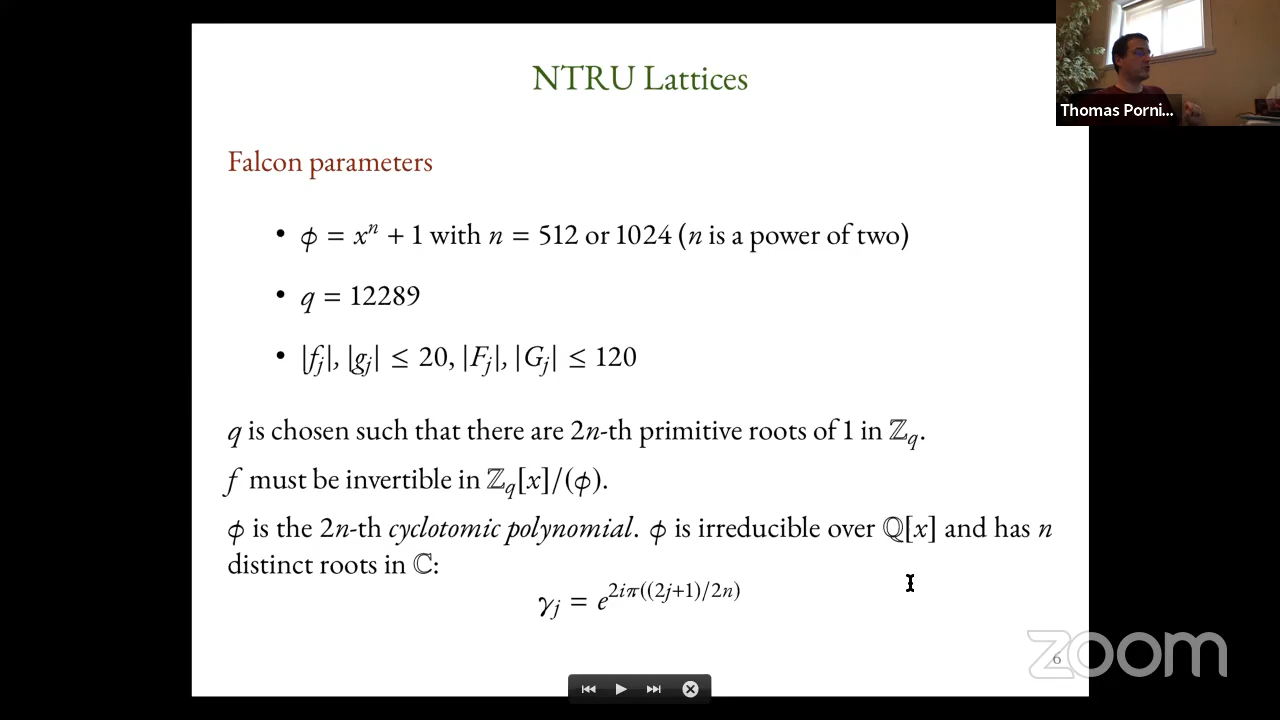 NTRU Lattices
Thomas Porni...
Falcon parameters
• ϕ = xⁿ + 1 with n = 512 or 1024 (n is a power of two)
• q = 12289
• |fⱼ|, |gⱼ| ≤ 20, |Fⱼ|, |Gⱼ| ≤ 120
q is chosen such that there are 2n-th primitive roots of 1 in ℤ_q.
f must be invertible in ℤ_q[x]/(ϕ).
ϕ is the 2n-th cyclotomic polynomial. ϕ is irreducible over ℚ[x] and has n
distinct roots in ℂ:
γⱼ = e^{2iπ((2j+1)/2n)}
zoom
6